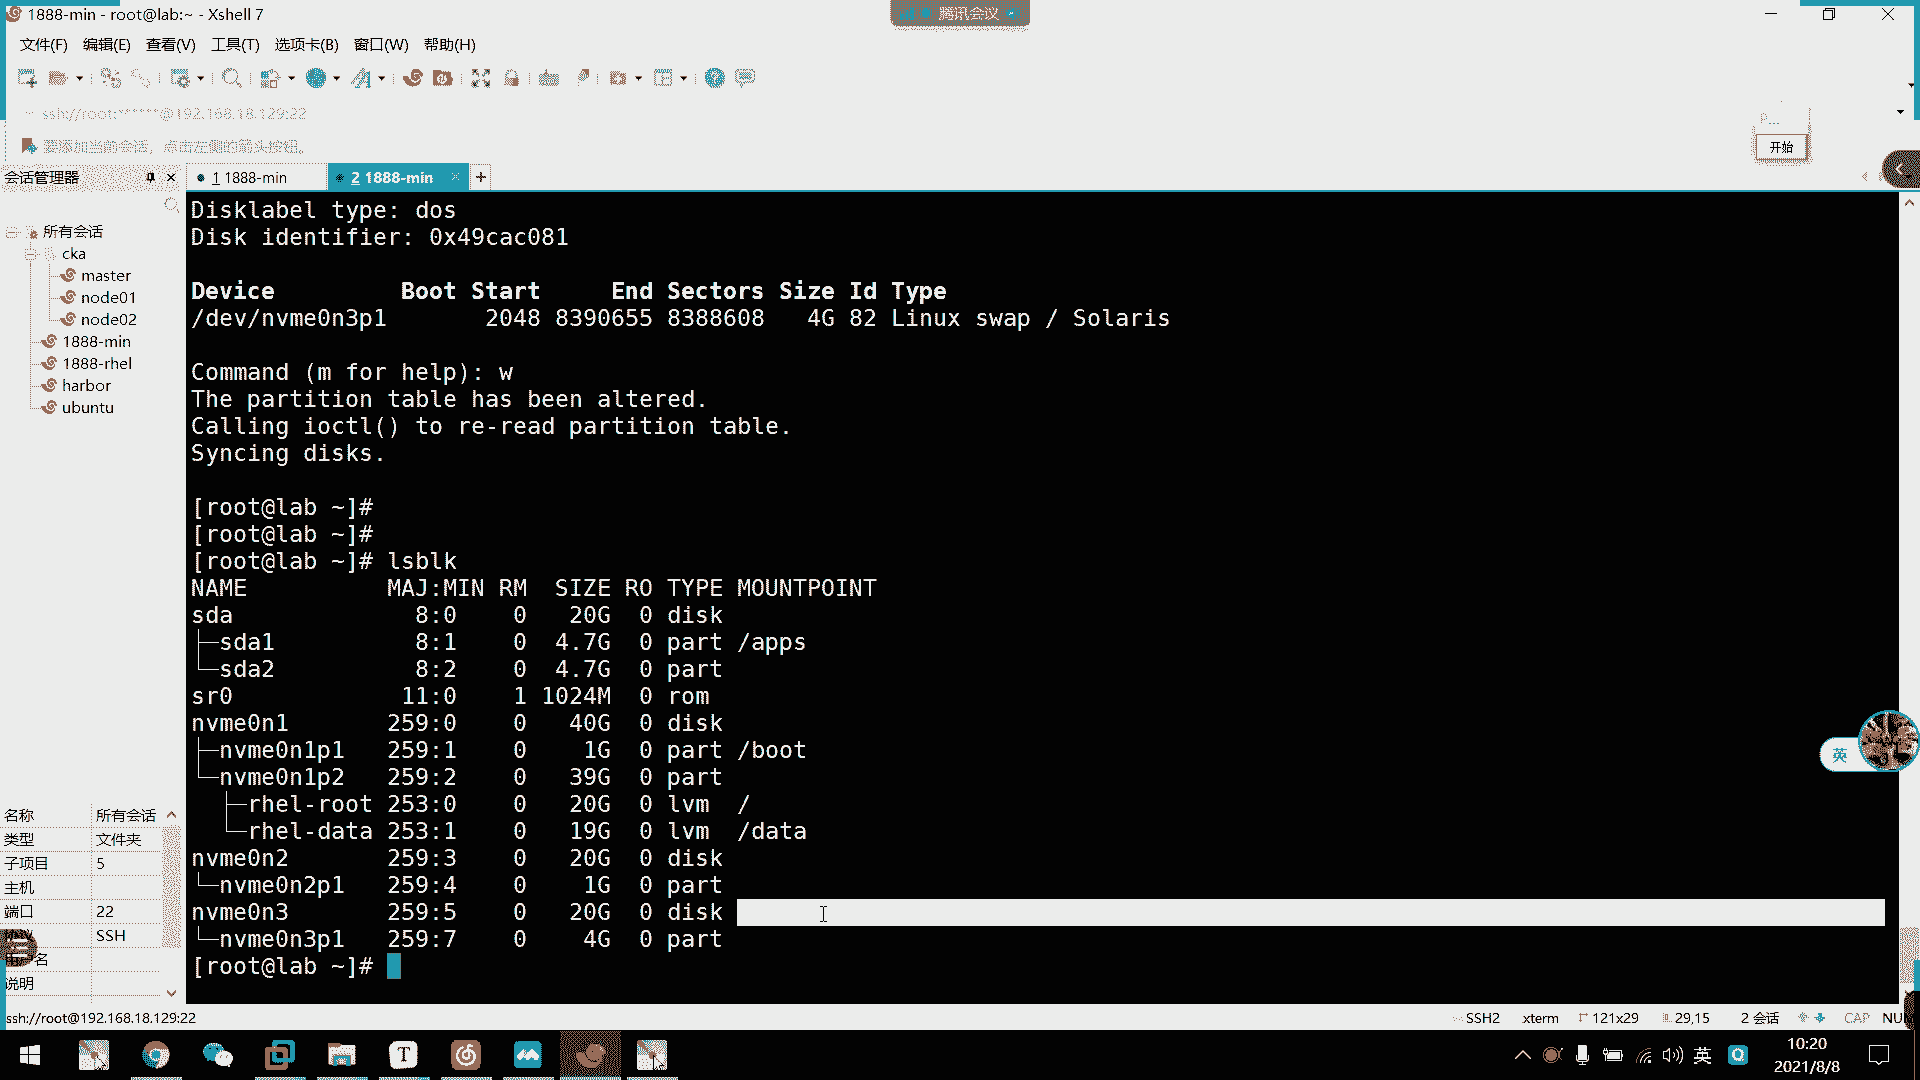 1888-min - root@lab:~ - Xshell 7
腾讯会议
文件(F) 编辑(E) 查看(V) 工具(T) 选项卡(B) 窗口(W) 帮助(H)
ssh://root:*****@192.168.18.129:22
要添加当前会话，点击左侧的箭头按钮。
开始
会话管理器
1 1888-min
2 1888-min
所有会话
cka
master
node01
node02
1888-min
1888-rhel
harbor
ubuntu
名称 所有会话
类型 文件夹
子项目 5
主机
端口 22
SSH
说明
Disklabel type: dos
Disk identifier: 0x49cac081
Device Boot Start End Sectors Size Id Type
/dev/nvme0n3p1 2048 8390655 8388608 4G 82 Linux swap / Solaris
Command (m for help): w
The partition table has been altered.
Calling ioctl() to re-read partition table.
Syncing disks.
[root@lab ~]#
[root@lab ~]#
[root@lab ~]# lsblk
NAME MAJ:MIN RM SIZE RO TYPE MOUNTPOINT
sda 8:0 0 20G 0 disk
├─sda1 8:1 0 4.7G 0 part /apps
└─sda2 8:2 0 4.7G 0 part
sr0 11:0 1 1024M 0 rom
nvme0n1 259:0 0 40G 0 disk
├─nvme0n1p1 259:1 0 1G 0 part /boot
└─nvme0n1p2 259:2 0 39G 0 part
├─rhel-root 253:0 0 20G 0 lvm /
└─rhel-data 253:1 0 19G 0 lvm /data
nvme0n2 259:3 0 20G 0 disk
└─nvme0n2p1 259:4 0 1G 0 part
nvme0n3 259:5 0 20G 0 disk
└─nvme0n3p1 259:7 0 4G 0 part
[root@lab ~]#
英
ssh://root@192.168.18.129:22
SSH2 xterm 121x29 29,15 2 会话 CAP NUM
英
10:20
2021/8/8